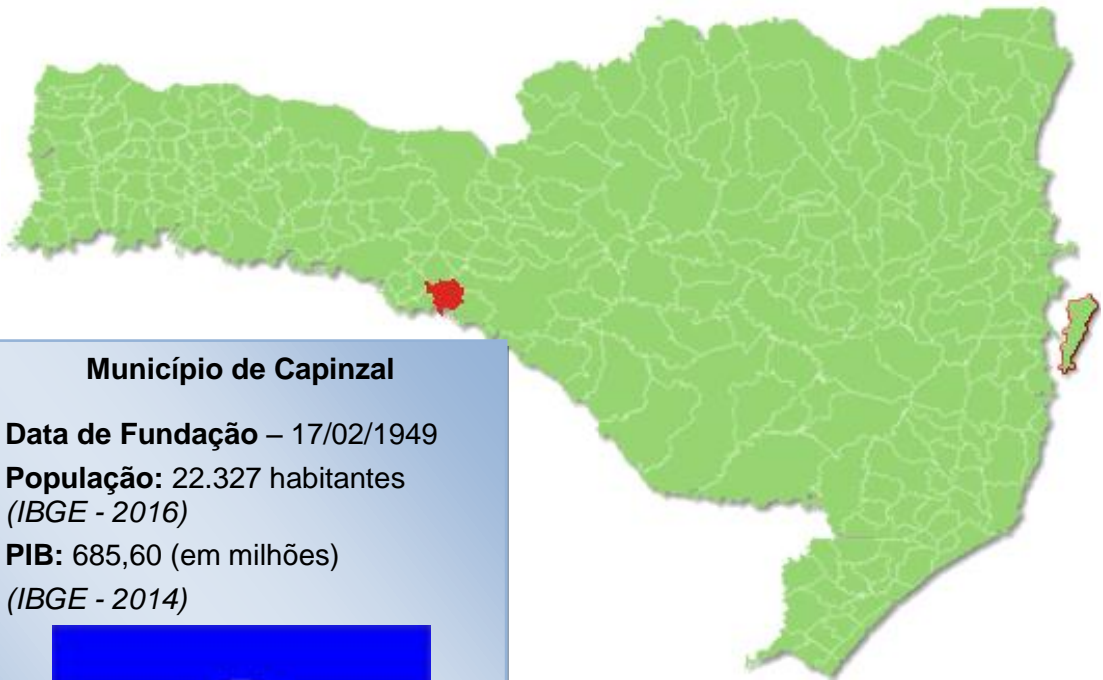 Município de Capinzal
Data de Fundação – 17/02/1949
População: 22.327 habitantes
(IBGE - 2016)
PIB: 685,60 (em milhões)
(IBGE - 2014)